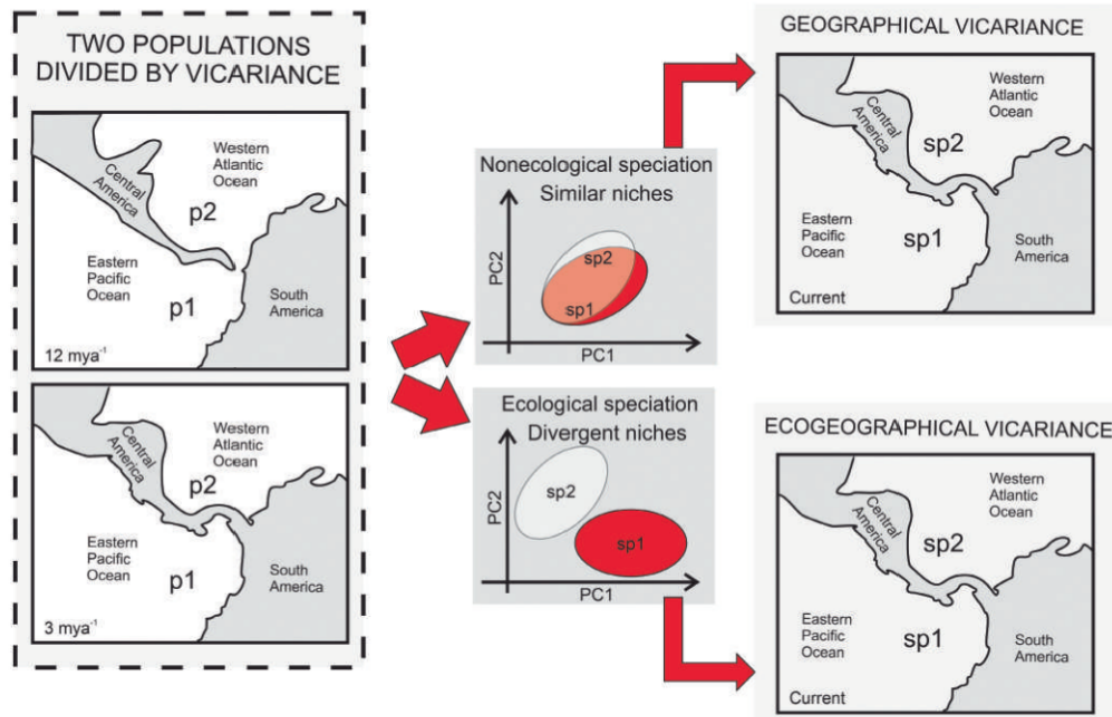 TWO POPULATIONS
DIVIDED BY VICARIANCE
Western
Atlantic
Ocean
Central
America
p2
Eastern
Pacific
Ocean
p1
South
America
12 mya⁻¹
Western
Atlantic
Ocean
Central
America
p2
Eastern
Pacific
Ocean
p1
South
America
3 mya⁻¹
Nonecological speciation
Similar niches
PC2
sp2
sp1
PC1
Ecological speciation
Divergent niches
PC2
sp2
sp1
PC1
GEOGRAPHICAL VICARIANCE
Western
Atlantic
Ocean
Central
America
sp2
Eastern
Pacific
Ocean
sp1
South
America
Current
ECOGEOGRAPHICAL VICARIANCE
Western
Atlantic
Ocean
Central
America
sp2
Eastern
Pacific
Ocean
sp1
South
America
Current